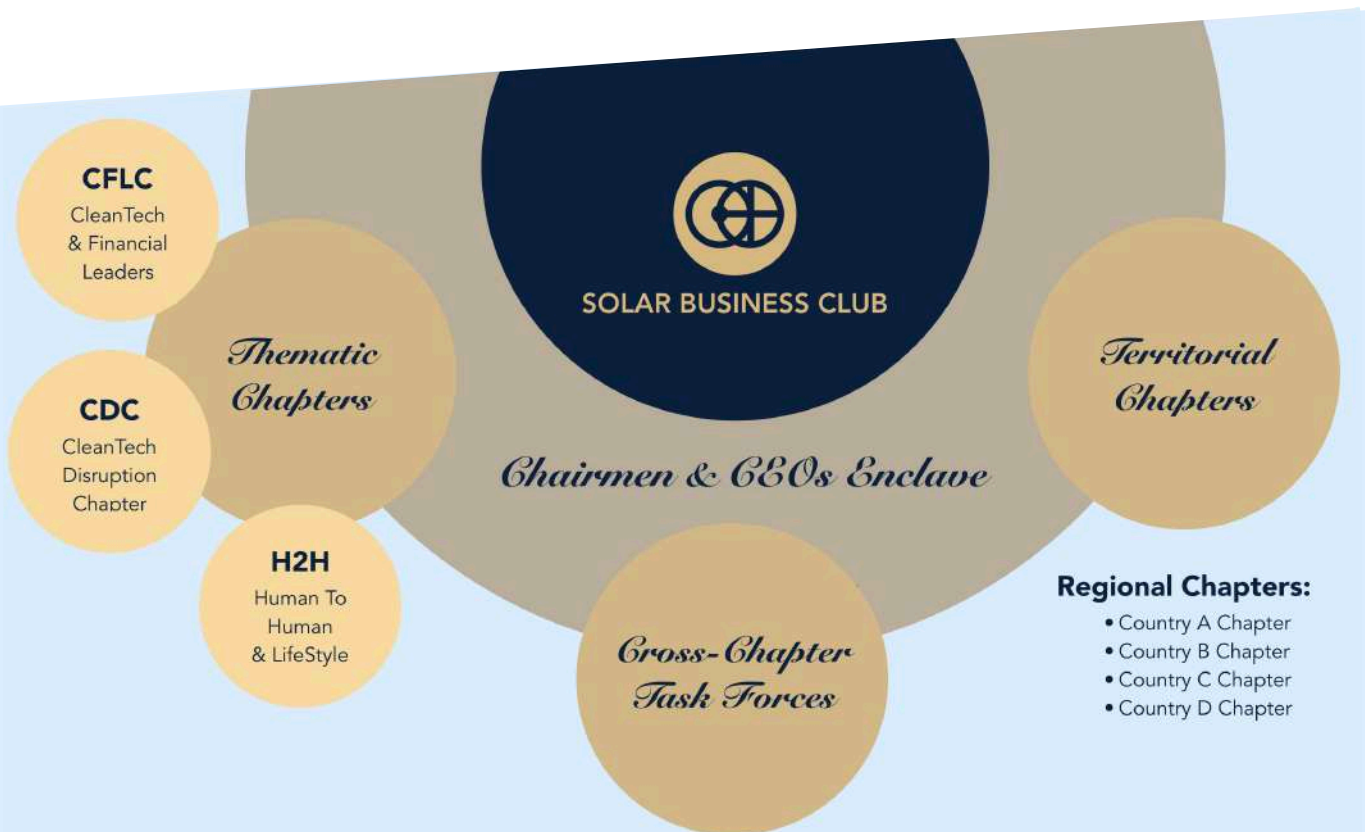 SOLAR BUSINESS CLUB
Chairmen & CEOs Enclave
Thematic
Chapters
CFLC
CleanTech
& Financial
Leaders
CDC
CleanTech
Disruption
Chapter
H2H
Human To
Human
& LifeStyle
Cross-Chapter
Task Forces
Territorial
Chapters
Regional Chapters:
• Country A Chapter
• Country B Chapter
• Country C Chapter
• Country D Chapter